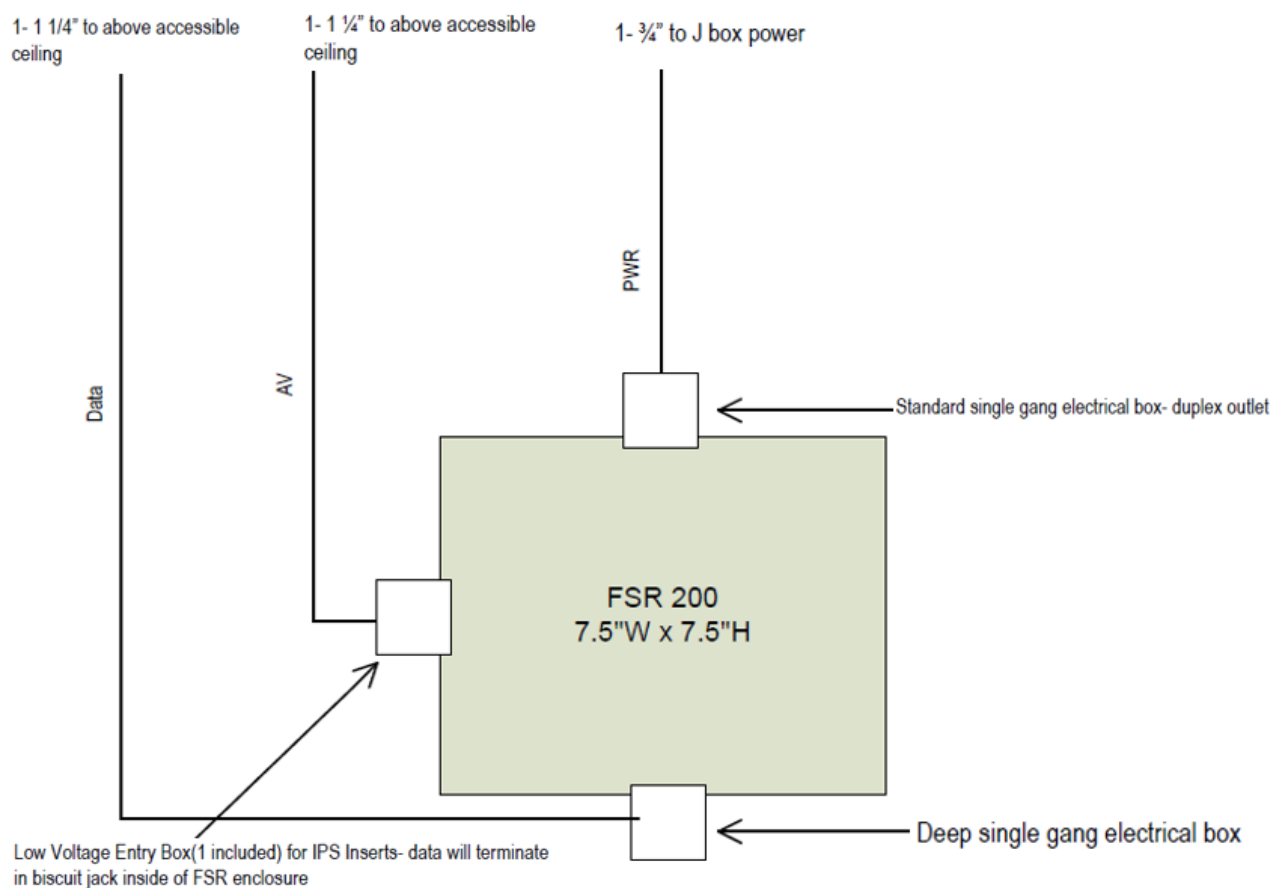 1- 1 1/4” to above accessible
ceiling
1- 1 ¼” to above accessible
ceiling
1- ¾” to J box power
PWR
AV
Data
Standard single gang electrical box- duplex outlet
FSR 200
7.5"W x 7.5"H
Deep single gang electrical box
Low Voltage Entry Box(1 included) for IPS Inserts- data will terminate
in biscuit jack inside of FSR enclosure